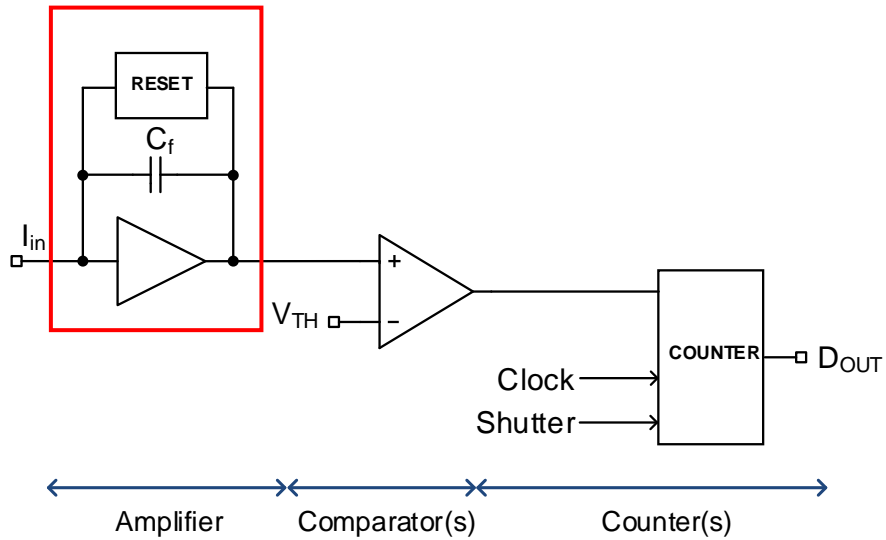 RESET
Cf
Iin
VTH
+
−
COUNTER
Clock
Shutter
DOUT
Amplifier
Comparator(s)
Counter(s)